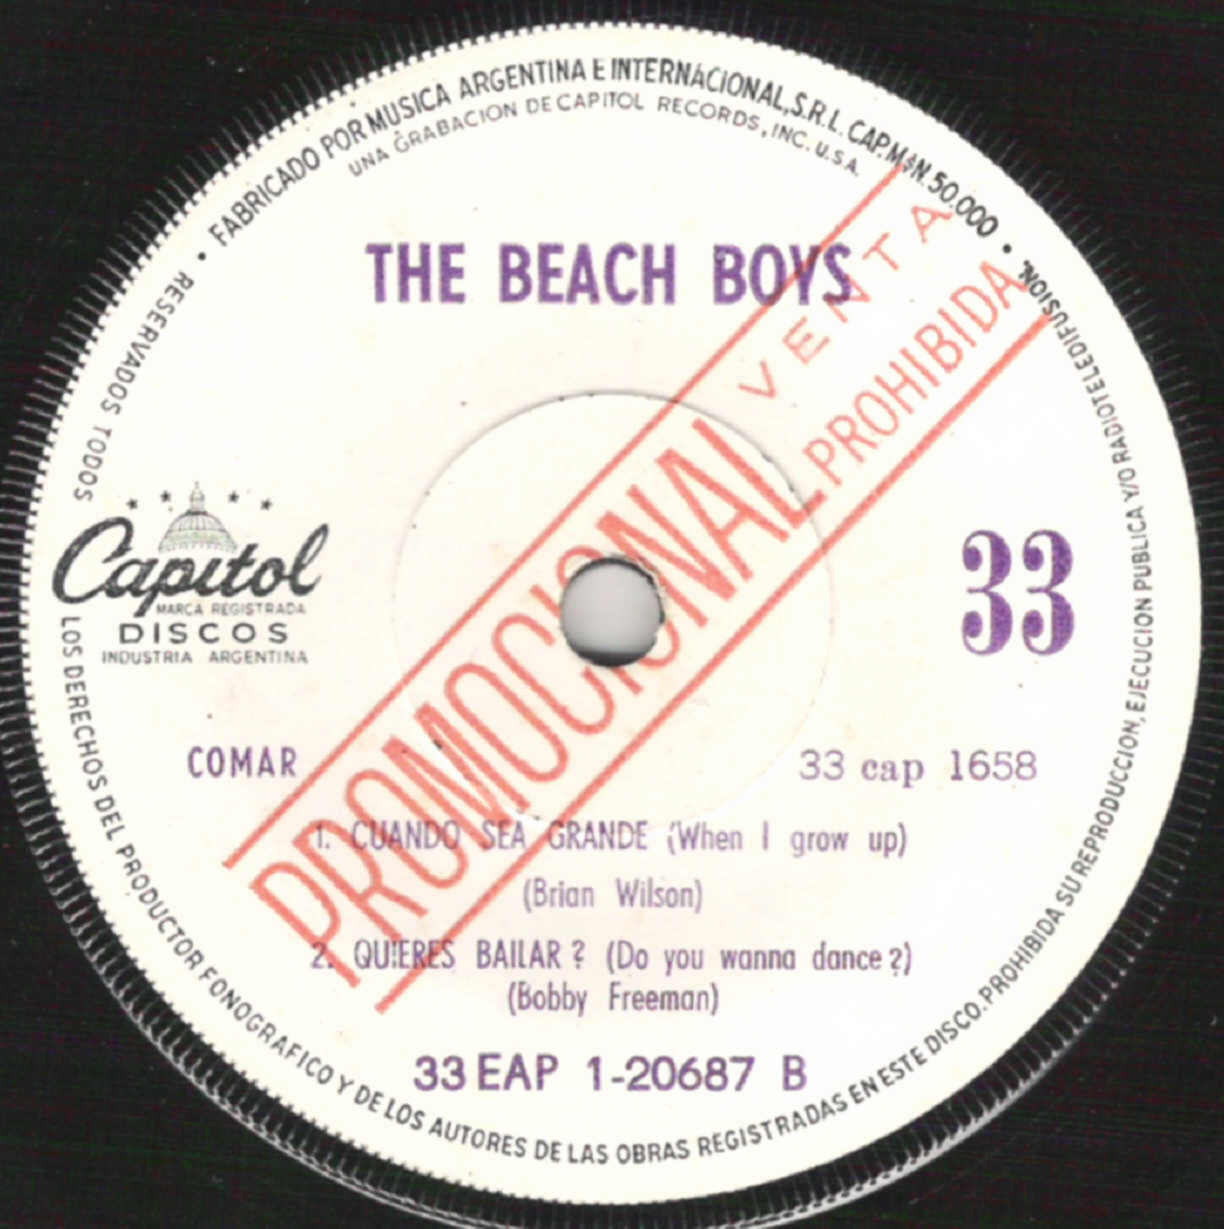 • FABRICADO POR MUSICA ARGENTINA E INTERNACIONAL, S.R.L. CAP. M$N. 50.000 •
UNA GRABACION DE CAPITOL RECORDS, INC. U.S.A.
THE BEACH BOYS
VENTA
PROHIBIDA
PROMOCIONAL
Capitol
MARCA REGISTRADA
DISCOS
INDUSTRIA ARGENTINA
33
COMAR
33 cap 1658
1. CUANDO SEA GRANDE (When I grow up)
(Brian Wilson)
2. QUIERES BAILAR? (Do you wanna dance?)
(Bobby Freeman)
33 EAP 1-20687 B
RESERVADOS TODOS LOS DERECHOS DEL PRODUCTOR FONOGRAFICO Y DE LOS AUTORES DE LAS OBRAS REGISTRADAS EN ESTE DISCO. PROHIBIDA SU REPRODUCCION, EJECUCION PUBLICA Y/O RADIOTELEDIFUSION.